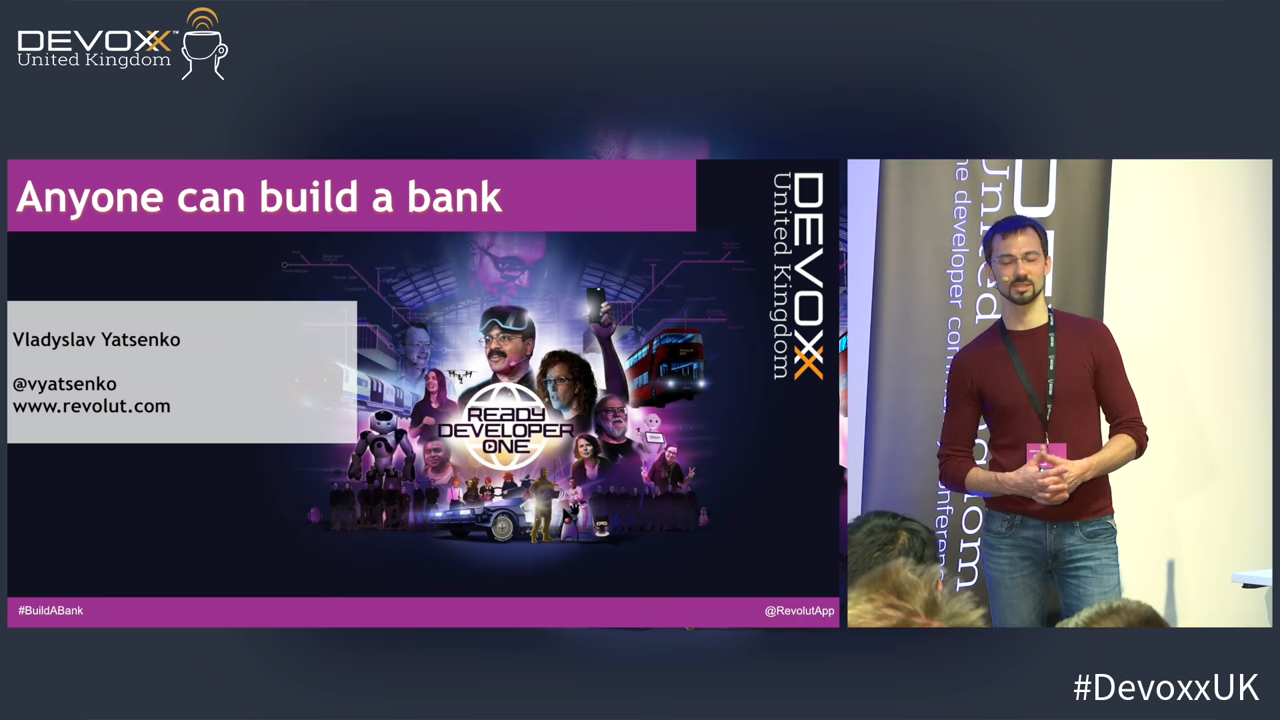 DEVOXX™
United Kingdom
Anyone can build a bank
Vladyslav Yatsenko
@vyatsenko
www.revolut.com
READY
DEVELOPER
ONE
DEVOXX
United Kingdom
#BuildABank
@RevolutApp
#DevoxxUK